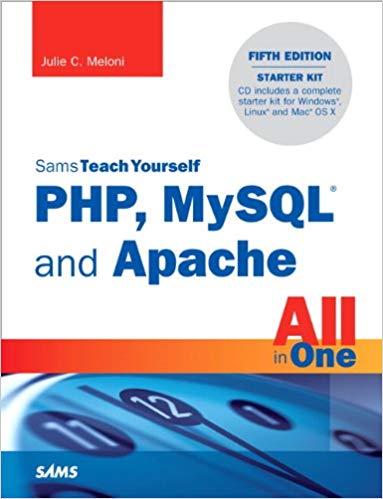 Julie C. Meloni
FIFTH EDITION
STARTER KIT
CD includes a complete
starter kit for Windows®,
Linux® and Mac® OS X
Sams Teach Yourself
PHP, MySQL®
and Apache
All
in One
11
12
SAMS